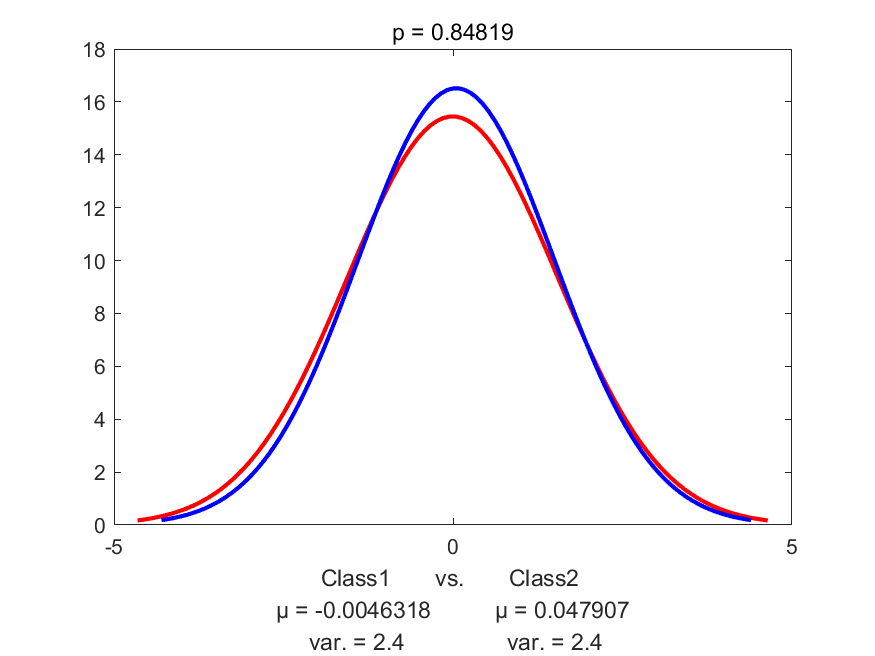 p = 0.84819
18
16
14
12
10
8
6
4
2
0
-5 0 5
Class1 vs. Class2
μ = -0.0046318 μ = 0.047907
var. = 2.4 var. = 2.4